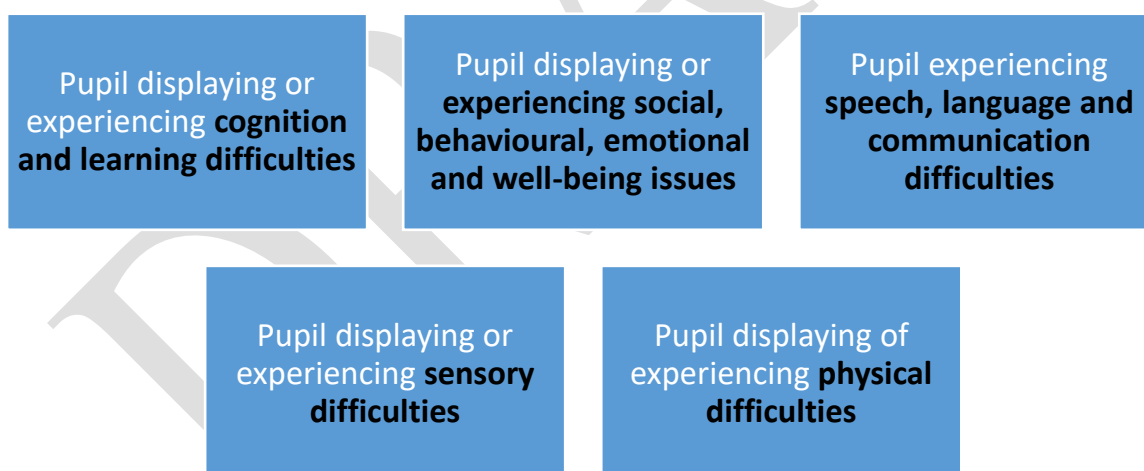 Pupil displaying or
experiencing cognition
and learning difficulties
Pupil displaying or
experiencing social,
behavioural, emotional
and well-being issues
Pupil experiencing
speech, language and
communication
difficulties
Pupil displaying or
experiencing sensory
difficulties
Pupil displaying of
experiencing physical
difficulties